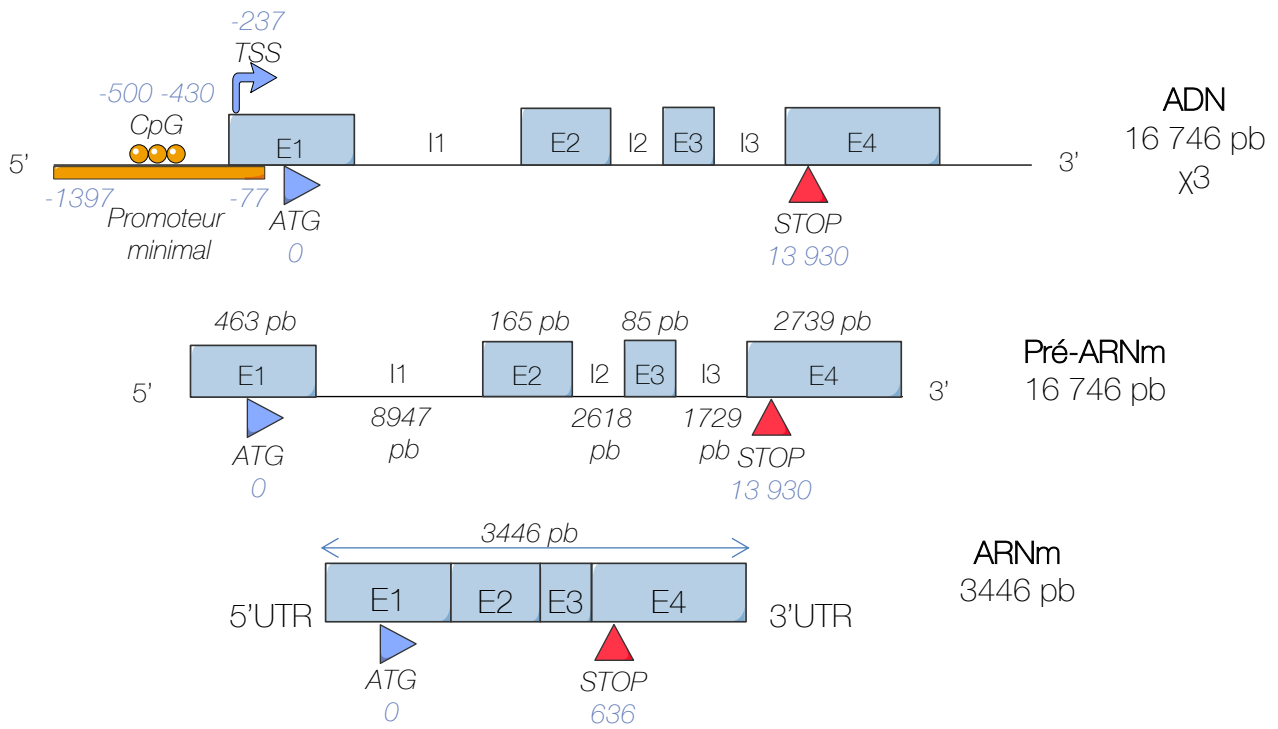 -237
TSS
-500 -430
CpG
5’
E1
I1
E2
I2
E3
I3
E4
3’
ADN
16 746 pb
χ3
-1397
-77
Promoteur
minimal
ATG
0
STOP
13 930
463 pb
165 pb
85 pb
2739 pb
5’
E1
I1
E2
I2
E3
I3
E4
3’
Pré-ARNm
16 746 pb
8947
pb
2618
pb
1729
pb
ATG
0
STOP
13 930
3446 pb
ARNm
3446 pb
5’UTR
E1
E2
E3
E4
3’UTR
ATG
0
STOP
636